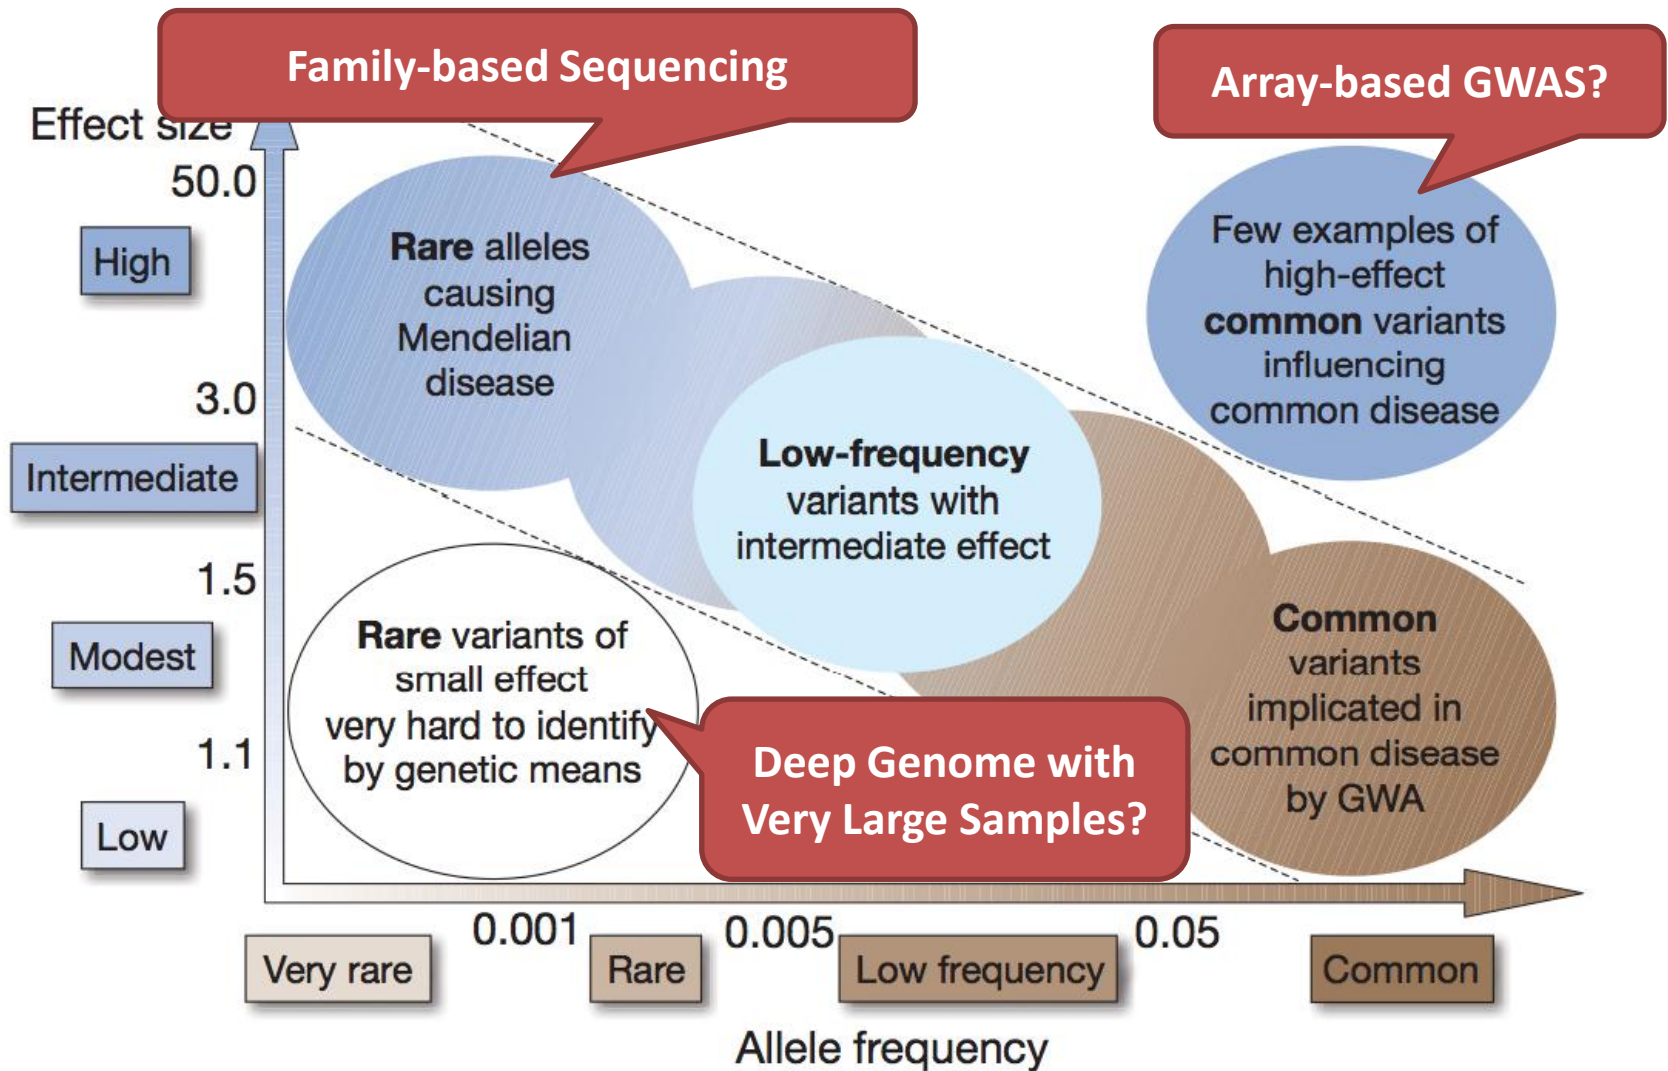 Family-based Sequencing
Array-based GWAS?
Effect size
50.0
High
3.0
Intermediate
1.5
Modest
1.1
Low
Rare alleles
causing
Mendelian
disease
Few examples of
high-effect
common variants
influencing
common disease
Low-frequency
variants with
intermediate effect
Rare variants of
small effect
very hard to identify
by genetic means
Deep Genome with
Very Large Samples?
Common
variants
implicated in
common disease
by GWA
0.001
0.005
0.05
Very rare
Rare
Low frequency
Common
Allele frequency